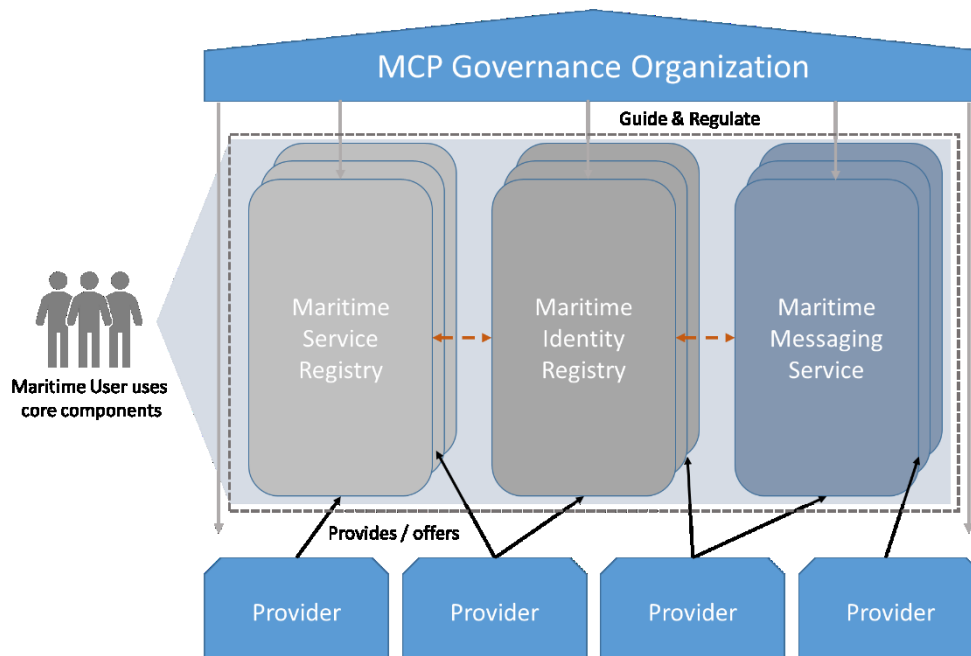 MCP Governance Organization
Guide & Regulate
Maritime
Service
Registry
Maritime
Identity
Registry
Maritime
Messaging
Service
Maritime User uses
core components
Provides / offers
Provider
Provider
Provider
Provider